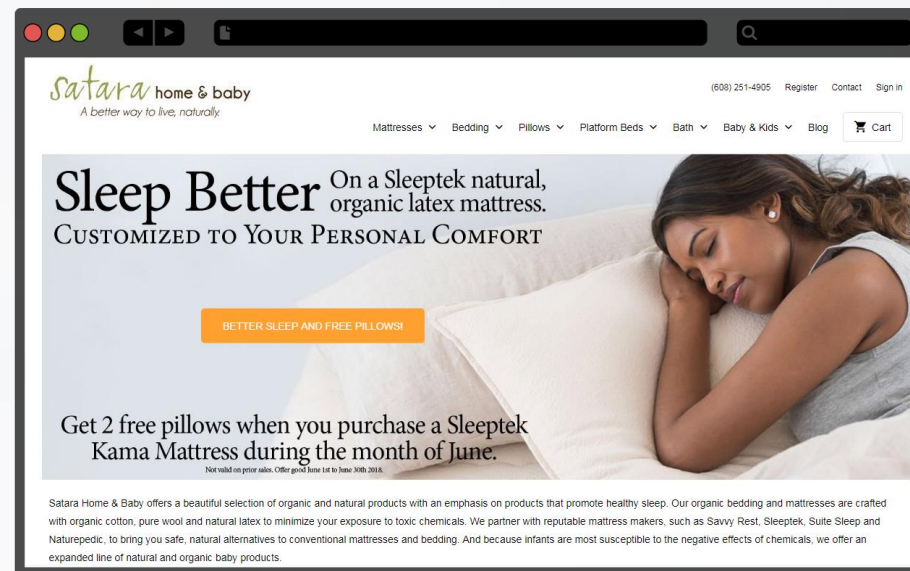 satara home & baby
A better way to live, naturally.
(608) 251-4905 Register Contact Sign in
Mattresses Bedding Pillows Platform Beds Bath Baby & Kids Blog Cart
Sleep Better On a Sleeptek natural,
organic latex mattress.
CUSTOMIZED TO YOUR PERSONAL COMFORT
BETTER SLEEP AND FREE PILLOWS!
Get 2 free pillows when you purchase a Sleeptek
Kama Mattress during the month of June.
Not valid on prior sales. Offer good June 1st to June 30th 2018.
Satara Home & Baby offers a beautiful selection of organic and natural products with an emphasis on products that promote healthy sleep. Our organic bedding and mattresses are crafted
with organic cotton, pure wool and natural latex to minimize your exposure to toxic chemicals. We partner with reputable mattress makers, such as Savvy Rest, Sleeptek, Suite Sleep and
Naturepedic, to bring you safe, natural alternatives to conventional mattresses and bedding. And because infants are most susceptible to the negative effects of chemicals, we offer an
expanded line of natural and organic baby products.